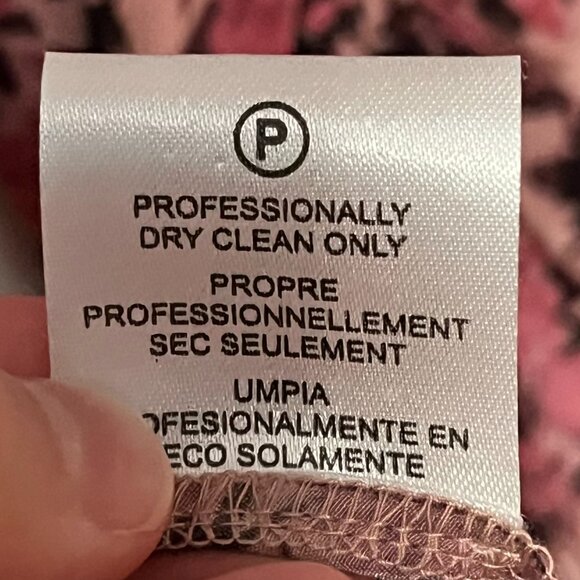 P
PROFESSIONALLY
DRY CLEAN ONLY
PROPRE
PROFESSIONNELLEMENT
SEC SEULEMENT
UMPIA
OFESIONALMENTE EN
ECO SOLAMENTE